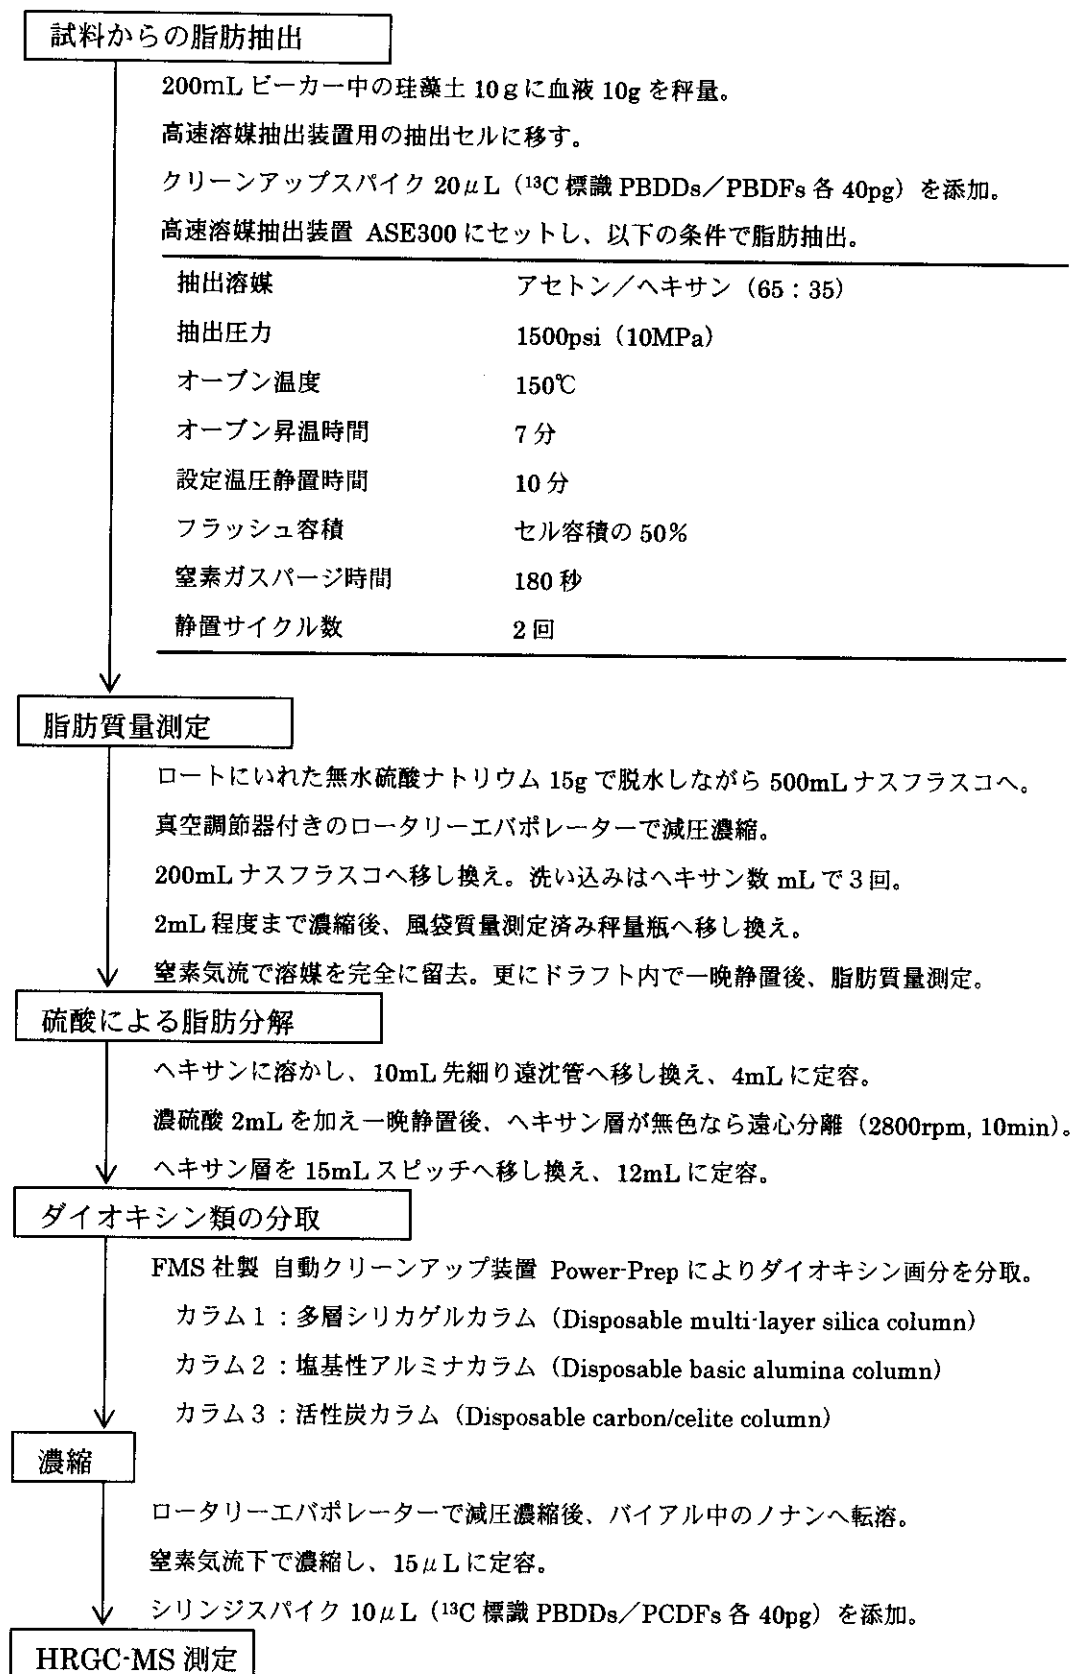 試料からの脂肪抽出
200mL ビーカー中の珪藻土 10ｇに血液 10g を秤量。
高速溶媒抽出装置用の抽出セルに移す。
クリーンアップスパイク 20μL（¹³C 標識 PBDDs／PBDFs 各 40pg）を添加。
高速溶媒抽出装置 ASE300 にセットし、以下の条件で脂肪抽出。
抽出溶媒 アセトン／ヘキサン（65：35）
抽出圧力 1500psi（10MPa）
オーブン温度 150℃
オーブン昇温時間 7 分
設定温圧静置時間 10 分
フラッシュ容積 セル容積の 50％
窒素ガスパージ時間 180 秒
静置サイクル数 2 回
脂肪質量測定
ロートにいれた無水硫酸ナトリウム 15g で脱水しながら 500mL ナスフラスコへ。
真空調節器付きのロータリーエバポレーターで減圧濃縮。
200mL ナスフラスコへ移し換え。洗い込みはヘキサン数 mL で３回。
2mL 程度まで濃縮後、風袋質量測定済み秤量瓶へ移し換え。
窒素気流で溶媒を完全に留去。更にドラフト内で一晩静置後、脂肪質量測定。
硫酸による脂肪分解
ヘキサンに溶かし、10mL 先細り遠沈管へ移し換え、4mL に定容。
濃硫酸 2mL を加え一晩静置後、ヘキサン層が無色なら遠心分離（2800rpm, 10min）。
ヘキサン層を 15mL スピッチへ移し換え、12mL に定容。
ダイオキシン類の分取
FMS 社製 自動クリーンアップ装置 Power-Prep によりダイオキシン画分を分取。
カラム１：多層シリカゲルカラム（Disposable multi-layer silica column）
カラム２：塩基性アルミナカラム（Disposable basic alumina column）
カラム３：活性炭カラム（Disposable carbon/celite column）
濃縮
ロータリーエバポレーターで減圧濃縮後、バイアル中のノナンへ転溶。
窒素気流下で濃縮し、15μL に定容。
シリンジスパイク 10μL（¹³C 標識 PBDDs／PCDFs 各 40pg）を添加。
HRGC-MS 測定